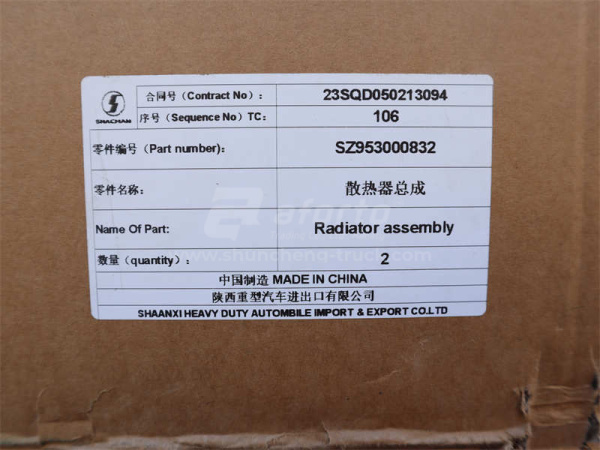 SHACMAN
合同号（Contract No）： 23SQD050213094
序号（Sequence No）TC： 106
零件编号（Part number)： SZ953000832
零件名称： 散热器总成
Name Of Part: Radiator assembly
数量（quantity）： 2
中国制造 MADE IN CHINA
陕西重型汽车进出口有限公司
SHAANXI HEAVY DUTY AUTOMBILE IMPORT & EXPORT CO.LTD
www.shuncheng-truck.com